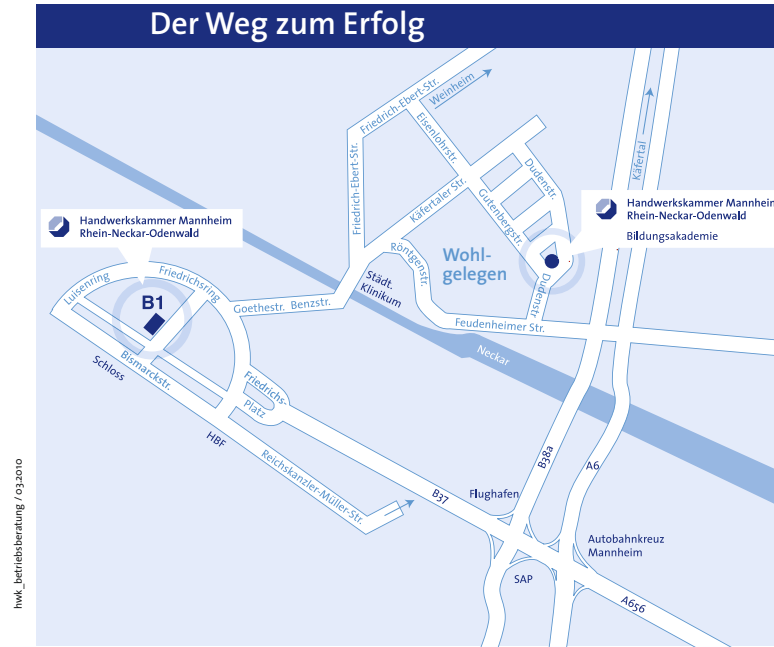 Der Weg zum Erfolg
Friedrich-Ebert-Str.
Weinheim
Eisenlohrstr.
Friedrich-Ebert-Str.
Käfertaler Str.
Gutenbergstr.
Dudenstr.
Käfertal
Handwerkskammer Mannheim
Rhein-Neckar-Odenwald
Bildungsakademie
Handwerkskammer Mannheim
Rhein-Neckar-Odenwald
Röntgenstr.
Wohl-
gelegen
Städt.
Klinikum
Dudenstr
Luisenring
Friedrichsring
B1
Goethestr.
Benzstr.
Feudenheimer Str.
Neckar
Schloss
Bismarckstr.
Friedrichs-
Platz
HBF
Reichskanzler-Müller-Str.
B37
B38a
A6
Flughafen
Autobahnkreuz
Mannheim
SAP
A656
hwk_betriebsberatung / 03.2010